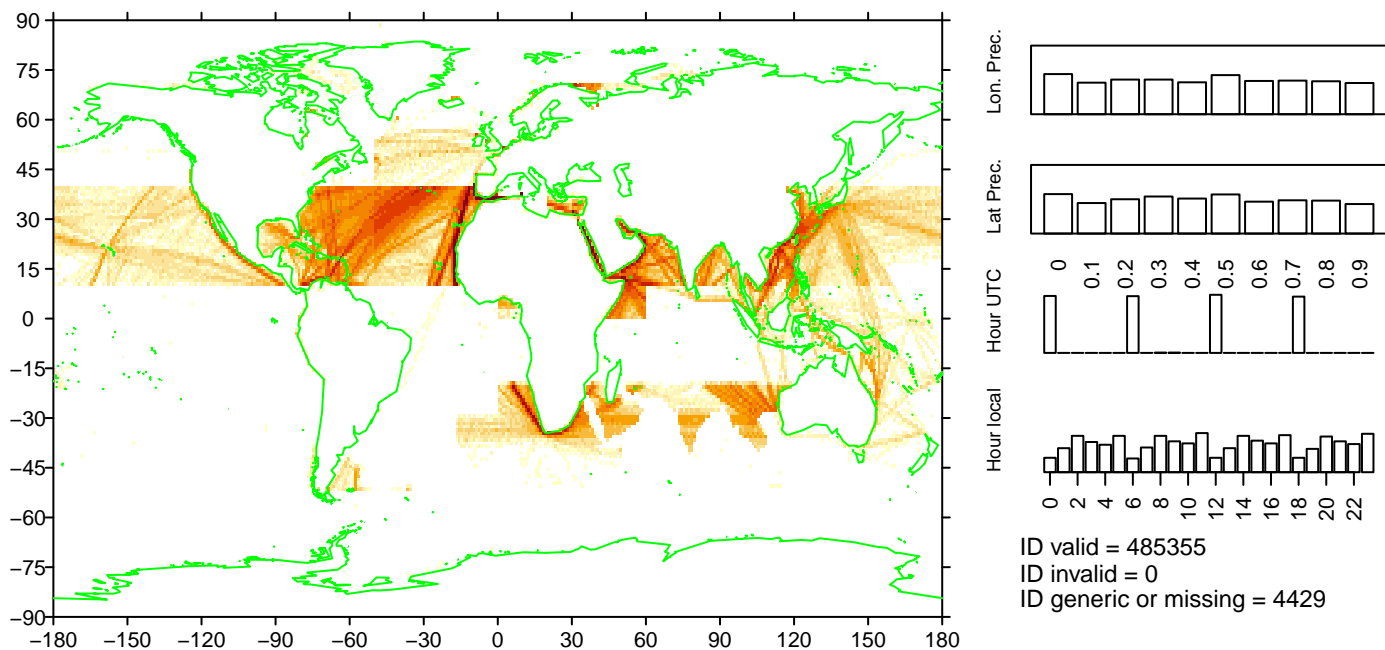 90
75
60
45
30
15
0
−15
−30
−45
−60
−75
−90
−180 −150 −120 −90 −60 −30 0 30 60 90 120 150 180
Lon. Prec.
Lat Prec.
0 0.1 0.2 0.3 0.4 0.5 0.6 0.7 0.8 0.9
Hour UTC
Hour local
0 2 4 6 8 10 12 14 16 18 20 22
ID valid = 485355
ID invalid = 0
ID generic or missing = 4429